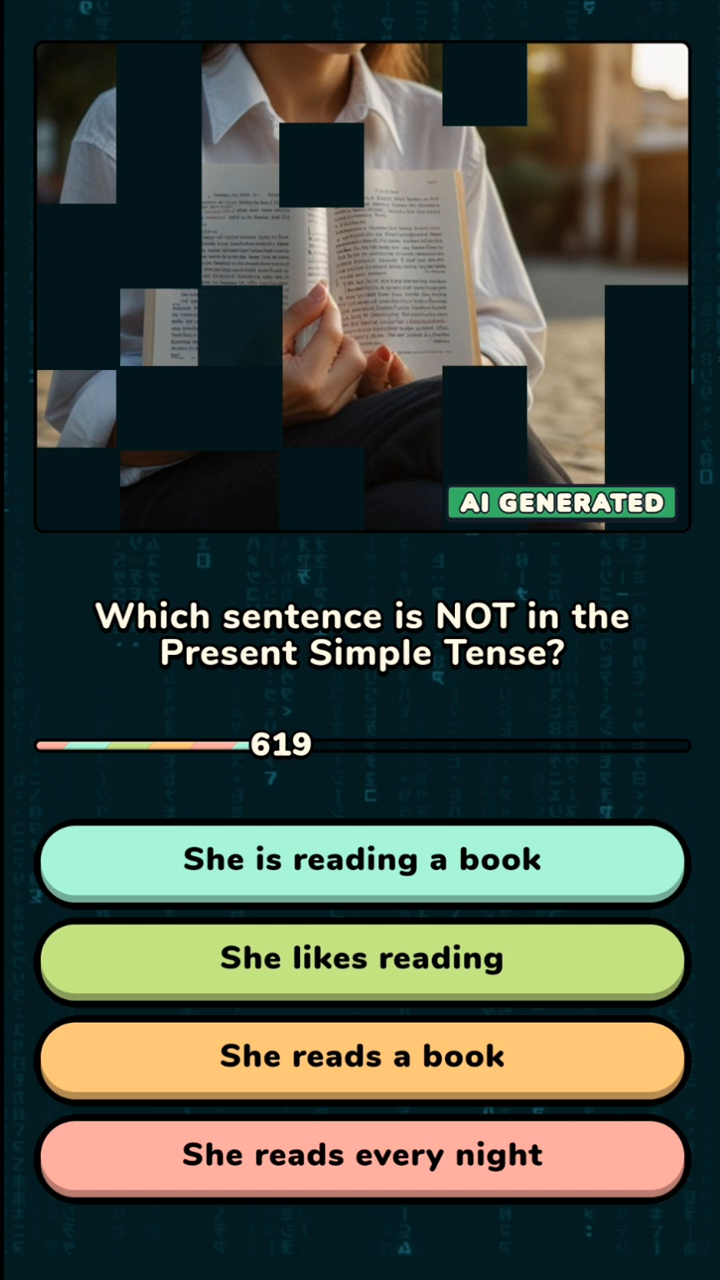 AI GENERATED
Which sentence is NOT in the
Present Simple Tense?
619
She is reading a book
She likes reading
She reads a book
She reads every night